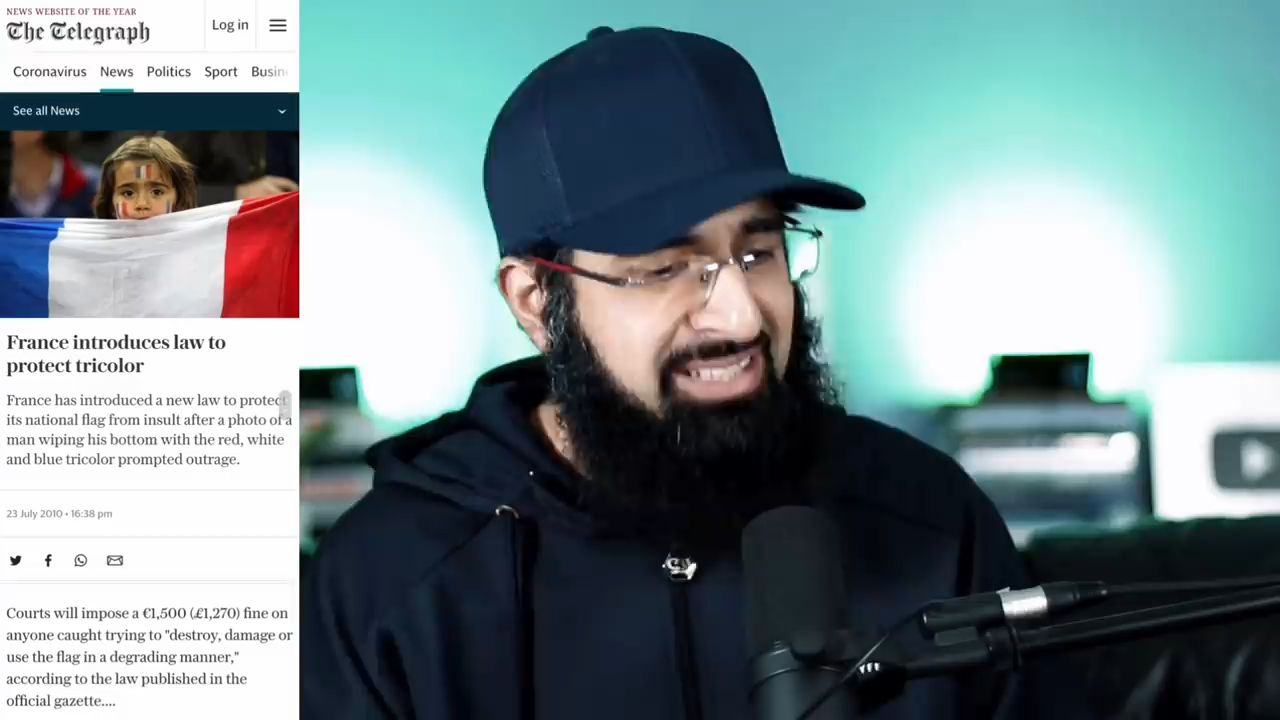 NEWS WEBSITE OF THE YEAR
The Telegraph
Log in
Coronavirus News Politics Sport Busin
See all News
France introduces law to
protect tricolor
France has introduced a new law to protect
its national flag from insult after a photo of a
man wiping his bottom with the red, white
and blue tricolor prompted outrage.
23 July 2010 • 16:38 pm
Courts will impose a €1,500 (£1,270) fine on
anyone caught trying to "destroy, damage or
use the flag in a degrading manner,"
according to the law published in the
official gazette....